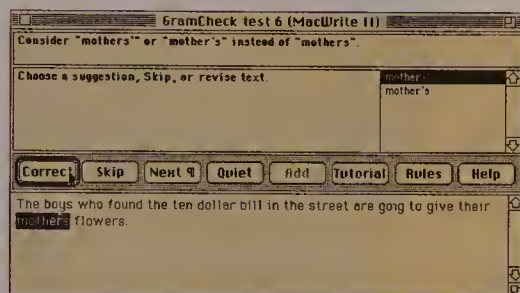 GramCheck test 6 (MacWrite II)
Consider "mothers'" or "mother's" instead of "mothers".
Choose a suggestion, Skip, or revise text.
mothers'
mother's
Correct Skip Next ¶ Quiet Add Tutorial Rules Help
The boys who found the ten dollar bill in the street are goig to give their
mothers flowers.